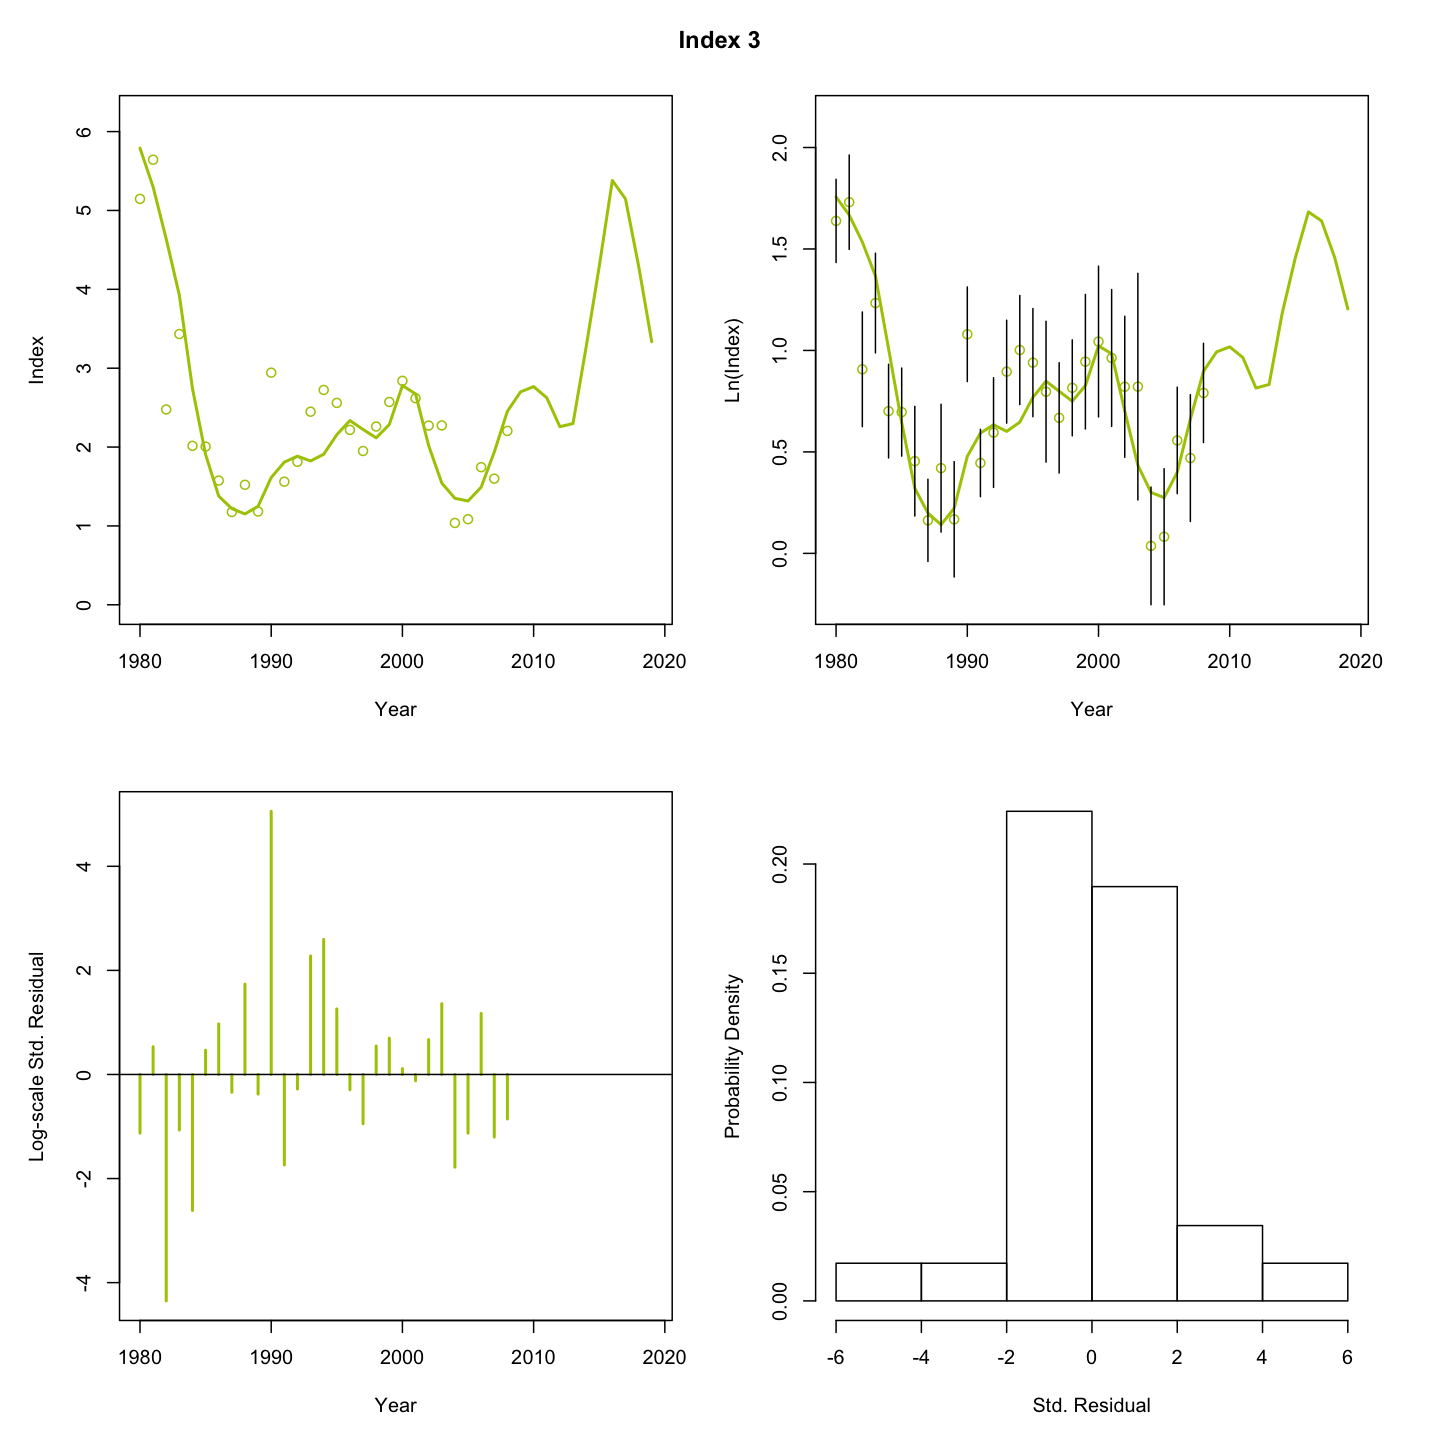 Index 3
6
5
4
3
2
1
0
Index
1980 1990 2000 2010 2020
Year
2.0
1.5
1.0
0.5
0.0
Ln(Index)
1980 1990 2000 2010 2020
Year
4
2
0
-2
-4
Log-scale Std. Residual
1980 1990 2000 2010 2020
Year
0.20
0.15
0.10
0.05
0.00
Probability Density
-6 -4 -2 0 2 4 6
Std. Residual